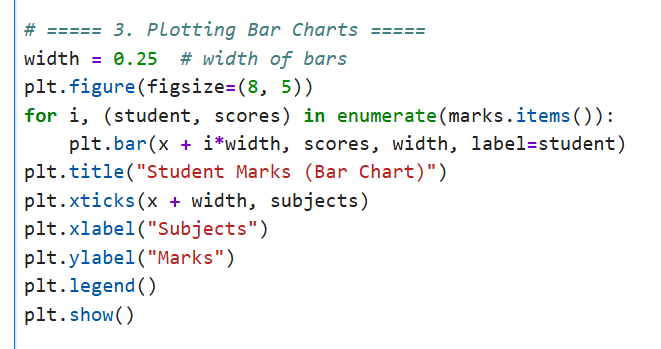 # ===== 3. Plotting Bar Charts =====
width = 0.25  # width of bars
plt.figure(figsize=(8, 5))
for i, (student, scores) in enumerate(marks.items()):
    plt.bar(x + i*width, scores, width, label=student)
plt.title("Student Marks (Bar Chart)")
plt.xticks(x + width, subjects)
plt.xlabel("Subjects")
plt.ylabel("Marks")
plt.legend()
plt.show()